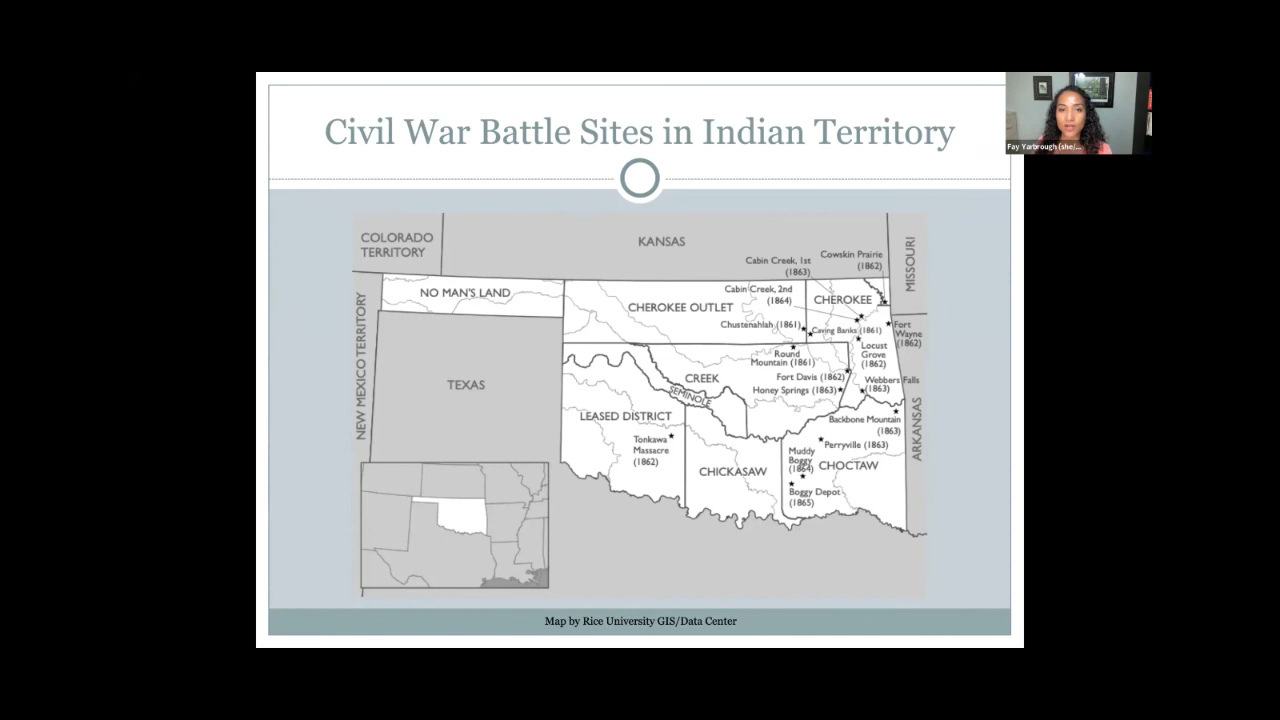 Civil War Battle Sites in Indian Territory
Fay Yarbrough (she/...
COLORADO
TERRITORY
KANSAS
MISSOURI
Cabin Creek, 1st
(1863)
Cowskin Prairie
(1862)
NO MAN'S LAND
CHEROKEE OUTLET
Cabin Creek, 2nd
(1864)
CHEROKEE
Chustenahlah (1861)
Caving Banks (1861)
Fort
Wayne
(1862)
NEW MEXICO TERRITORY
TEXAS
Round
Mountain (1861)
Locust
Grove
(1862)
CREEK
Fort Davis (1862)
Honey Springs (1863)
Webbers Falls
(1863)
SEMINOLE
LEASED DISTRICT
Backbone Mountain
(1863)
ARKANSAS
Tonkawa
Massacre
(1862)
Perryville (1863)
Muddy
Boggy
(1864)
CHICKASAW
CHOCTAW
Boggy Depot
(1865)
Map by Rice University GIS/Data Center